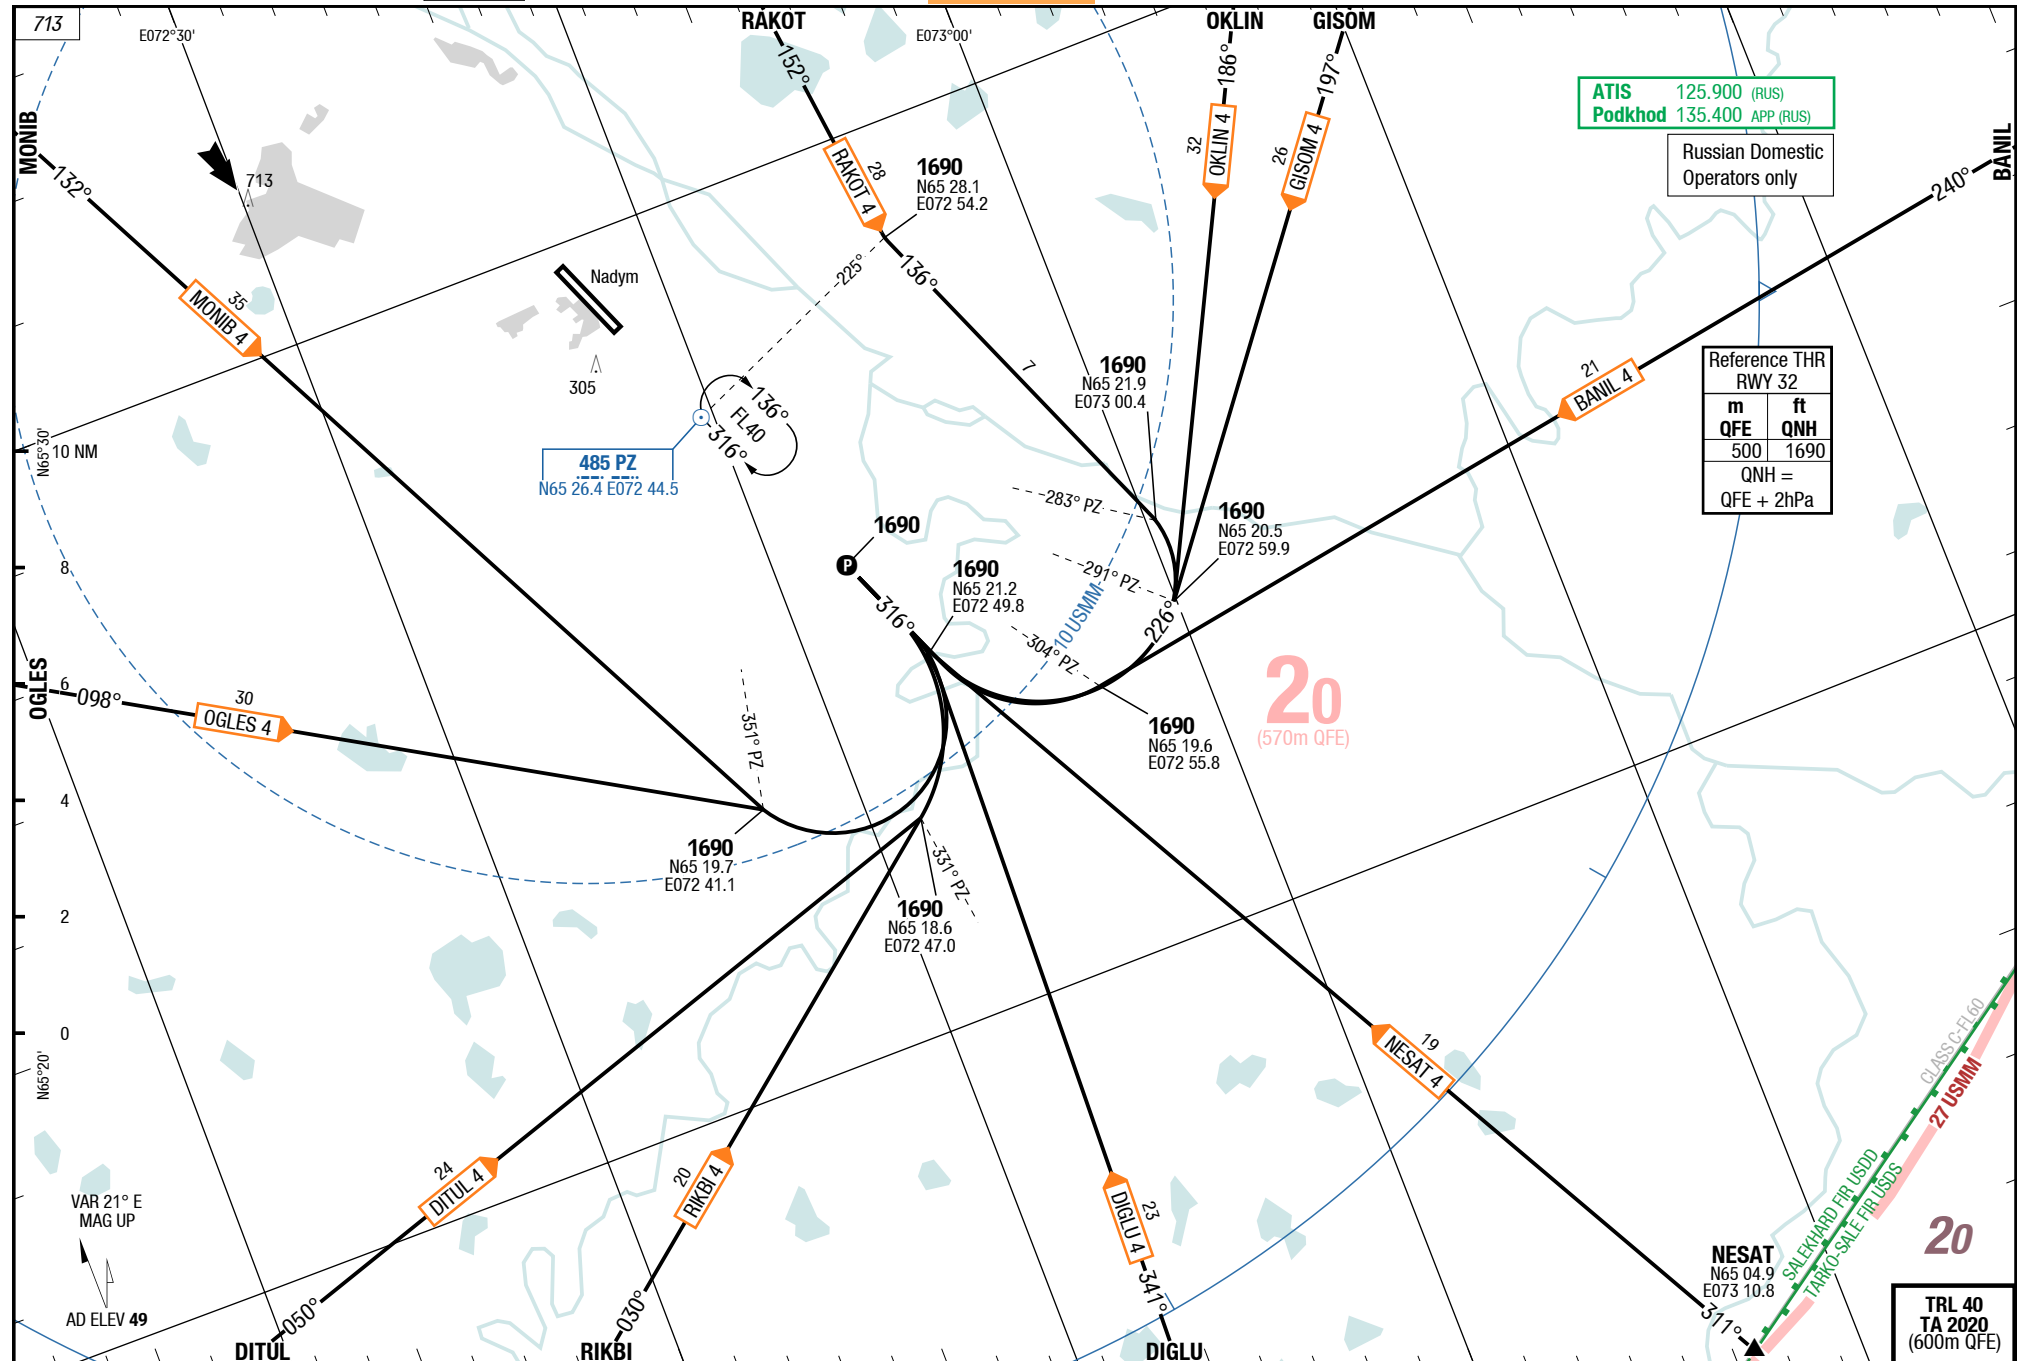 713
E072°30'
RAKOT
E073°00'
OKLIN
GISOM
152°
186°
197°
ATIS 125.900 (RUS)
Podkhod 135.400 APP (RUS)
Russian Domestic
Operators only
MONIB
132°
713
BANIL
240°
28
RAKOT 4
32
OKLIN 4
26
GISOM 4
1690
N65 28.1
E072 54.2
35
MONIB 4
Nadym
225°
136°
305
7
1690
N65 21.9
E073 00.4
21
BANIL 4
Reference THR
RWY 32
m ft
QFE QNH
500 1690
QNH =
QFE + 2hPa
136°
FL40
316°
485 PZ
N65 26.4 E072 44.5
N65°30'
10 NM
8
6
4
2
0
N65°20'
283° PZ
1690
1690
N65 20.5
E072 59.9
P
291° PZ
1690
N65 21.2
E072 49.8
10 USMM
316°
226°
304° PZ
20
(570m QFE)
OGLES
098°
30
OGLES 4
351° PZ
1690
N65 19.6
E072 55.8
1690
N65 19.7
E072 41.1
331° PZ
1690
N65 18.6
E072 47.0
19
NESAT 4
CLASS C-FL60
27 USMM
SALEKHARD FIR USDD
TARKO-SALE FIR USDS
24
DITUL 4
20
RIKBI 4
23
DIGLU 4
VAR 21° E
MAG UP
AD ELEV 49
20
NESAT
N65 04.9
E073 10.8
311°
050°
030°
341°
DITUL
RIKBI
DIGLU
TRL 40
TA 2020
(600m QFE)